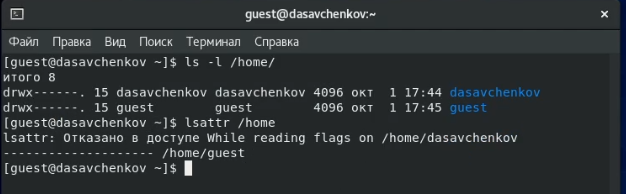 guest@dasavchenkov:~
Файл Правка Вид Поиск Терминал Справка
[guest@dasavchenkov ~]$ ls -l /home/
итого 8
drwx------. 15 dasavchenkov dasavchenkov 4096 окт  1 17:44 dasavchenkov
drwx------. 15 guest        guest        4096 окт  1 17:45 guest
[guest@dasavchenkov ~]$ lsattr /home
lsattr: Отказано в доступе While reading flags on /home/dasavchenkov
-------------------- /home/guest
[guest@dasavchenkov ~]$